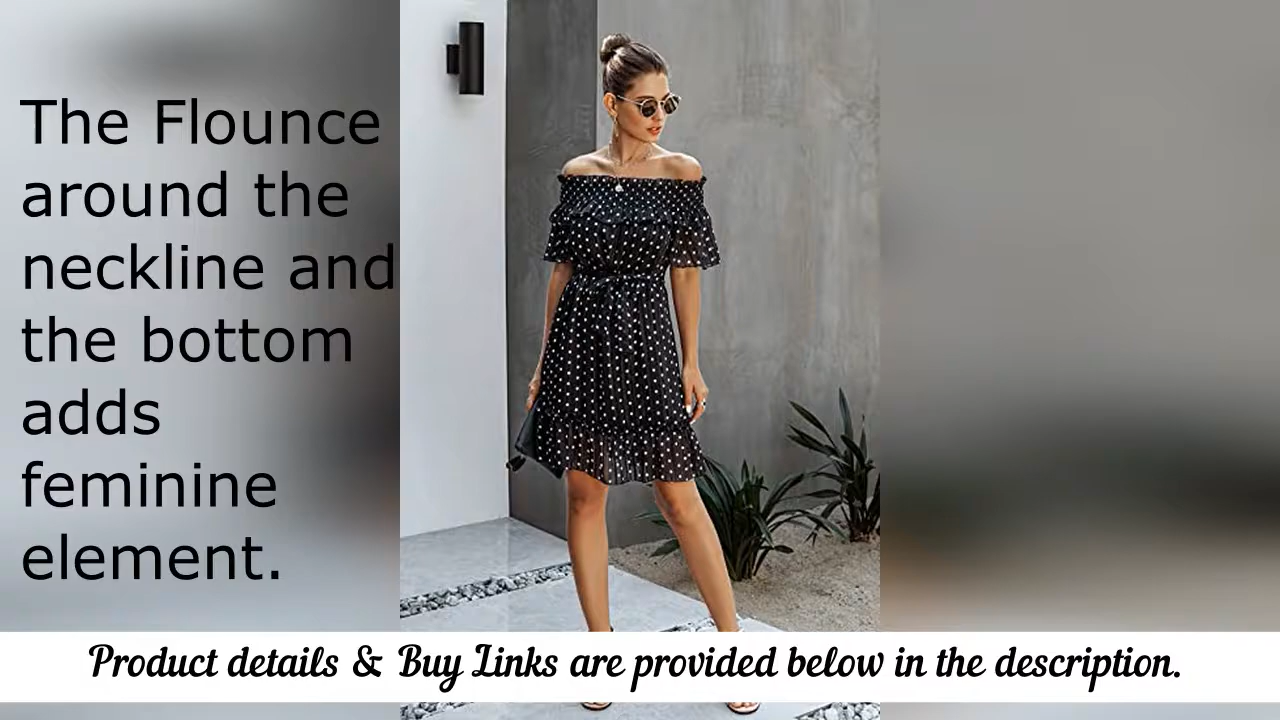 The Flounce
around the
neckline and
the bottom
adds
feminine
element.
Product details & Buy Links are provided below in the description.